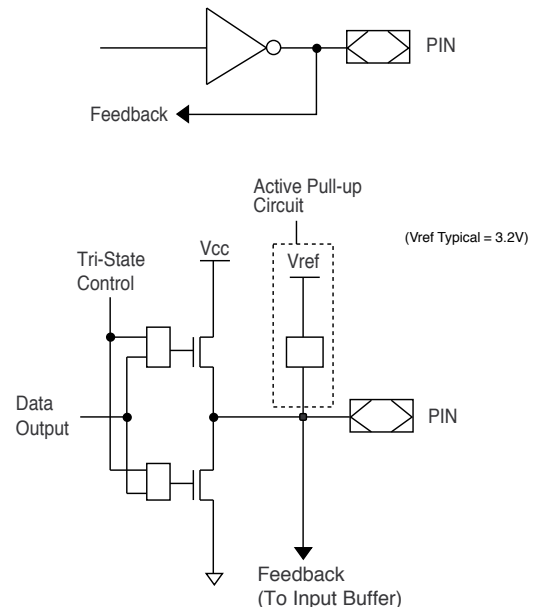 PIN
Feedback
Active Pull-up
Circuit
(Vref Typical = 3.2V)
Vcc
Vref
Tri-State
Control
Data
Output
PIN
Feedback
(To Input Buffer)